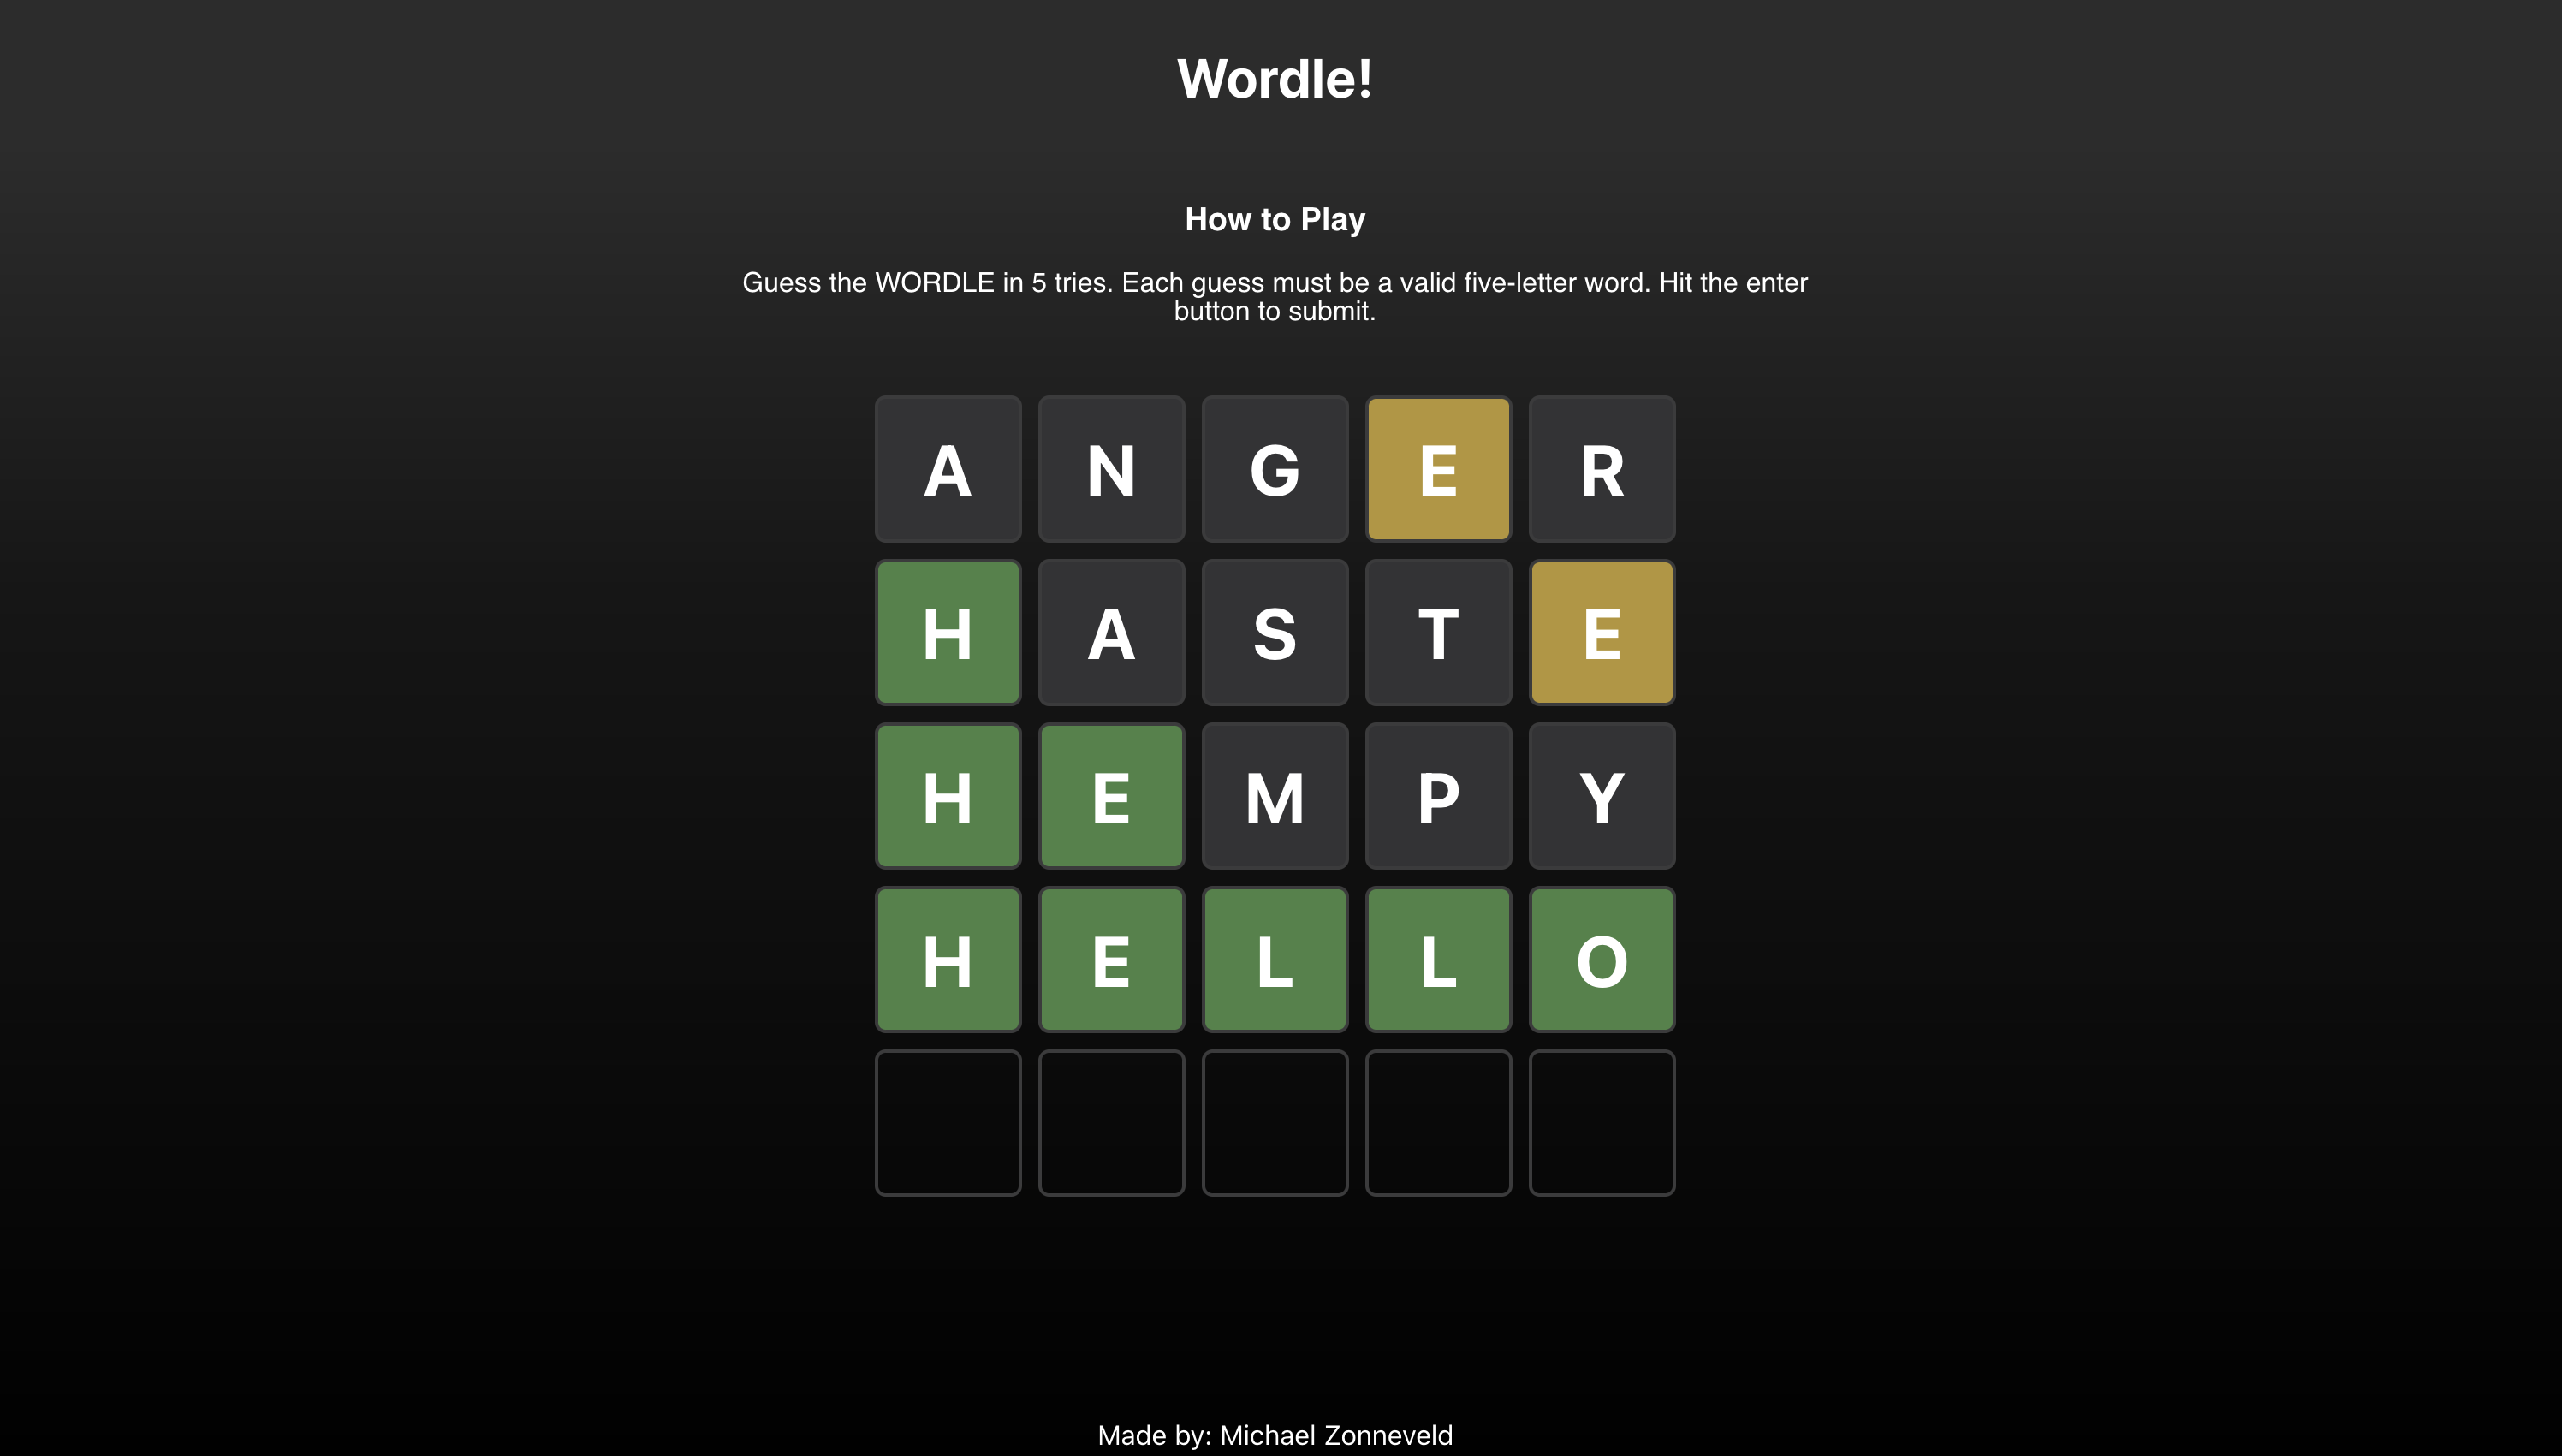 Wordle!
How to Play
Guess the WORDLE in 5 tries. Each guess must be a valid five-letter word. Hit the enter
button to submit.
A N G E R
H A S T E
H E M P Y
H E L L O
Made by: Michael Zonneveld